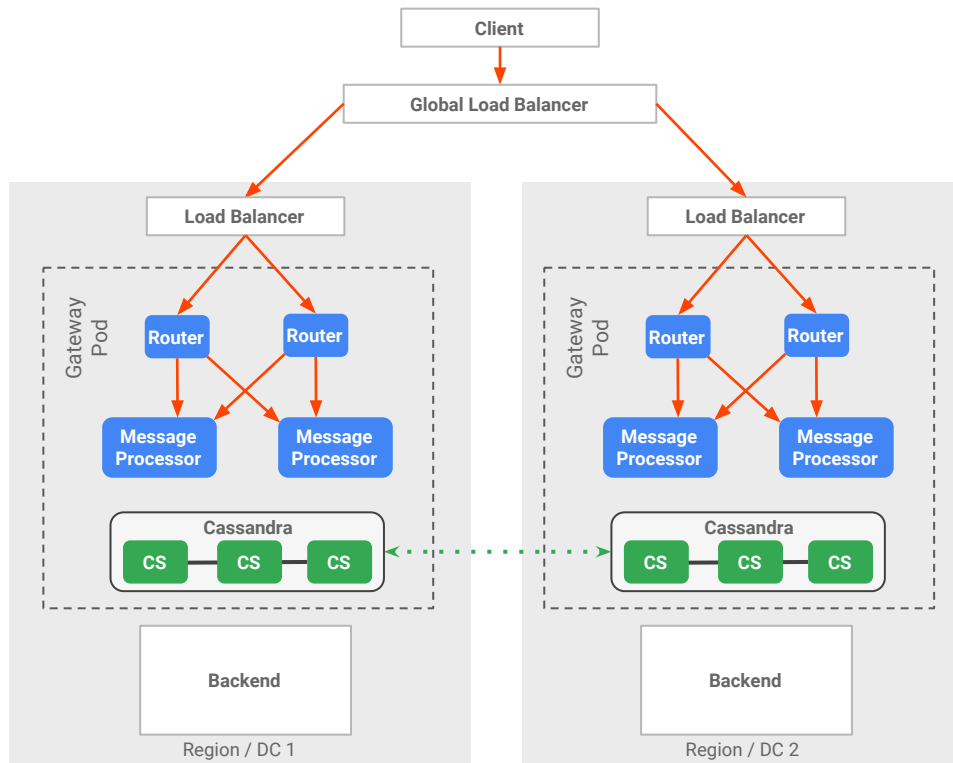 Client
Global Load Balancer
Load Balancer
Gateway
Pod
Router
Router
Message
Processor
Message
Processor
Cassandra
CS
CS
CS
Backend
Region / DC 1
Load Balancer
Gateway
Pod
Router
Router
Message
Processor
Message
Processor
Cassandra
CS
CS
CS
Backend
Region / DC 2